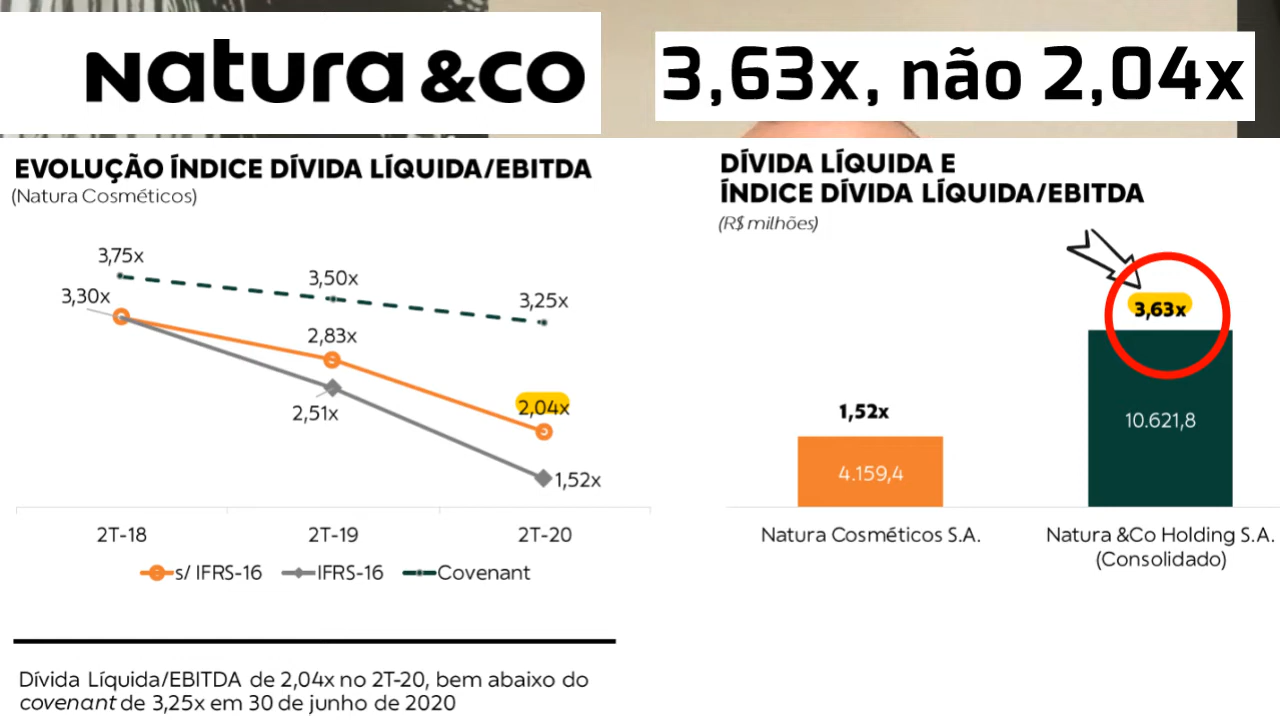 Natura &CO
3,63x, não 2,04x
EVOLUÇÃO ÍNDICE DÍVIDA LÍQUIDA/EBITDA
(Natura Cosméticos)
3,75x
3,50x
3,25x
3,30x
2,83x
2,04x
2,51x
1,52x
2T-18 2T-19 2T-20
s/ IFRS-16 IFRS-16 Covenant
Dívida Líquida/EBITDA de 2,04x no 2T-20, bem abaixo do
covenant de 3,25x em 30 de junho de 2020
DÍVIDA LÍQUIDA E
ÍNDICE DÍVIDA LÍQUIDA/EBITDA
(R$ milhões)
3,63x
1,52x
10.621,8
4.159,4
Natura Cosméticos S.A. Natura &Co Holding S.A.
(Consolidado)